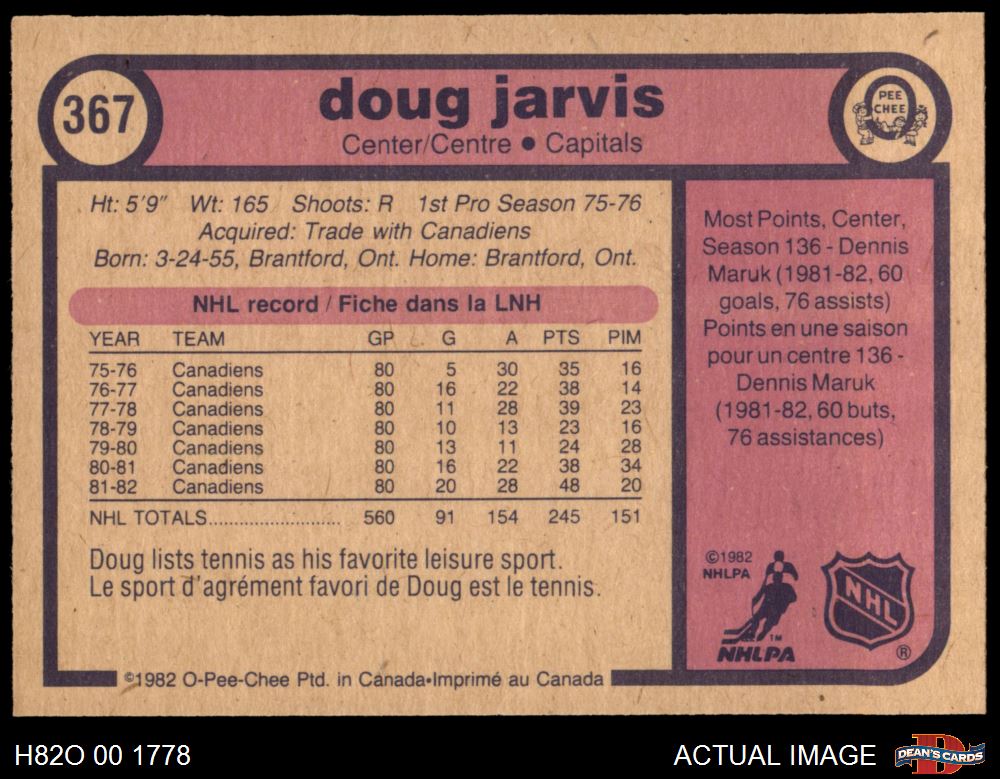 367
doug jarvis
Center/Centre • Capitals
O
PEE
CHEE
Ht: 5'9" Wt: 165 Shoots: R 1st Pro Season 75-76
Acquired: Trade with Canadiens
Born: 3-24-55, Brantford, Ont. Home: Brantford, Ont.
NHL record / Fiche dans la LNH
YEAR TEAM GP G A PTS PIM
75-76 Canadiens 80 5 30 35 16
76-77 Canadiens 80 16 22 38 14
77-78 Canadiens 80 11 28 39 23
78-79 Canadiens 80 10 13 23 16
79-80 Canadiens 80 13 11 24 28
80-81 Canadiens 80 16 22 38 34
81-82 Canadiens 80 20 28 48 20
NHL TOTALS.......................... 560 91 154 245 151
Doug lists tennis as his favorite leisure sport.
Le sport d'agrément favori de Doug est le tennis.
©1982 O-Pee-Chee Ptd. in Canada•Imprimé au Canada
Most Points, Center,
Season 136 - Dennis
Maruk (1981-82, 60
goals, 76 assists)
Points en une saison
pour un centre 136 -
Dennis Maruk
(1981-82, 60 buts,
76 assistances)
©1982
NHLPA
TM
NHLPA
NHL
®
H82O 00 1778
ACTUAL IMAGE
D
DEAN'S CARDS